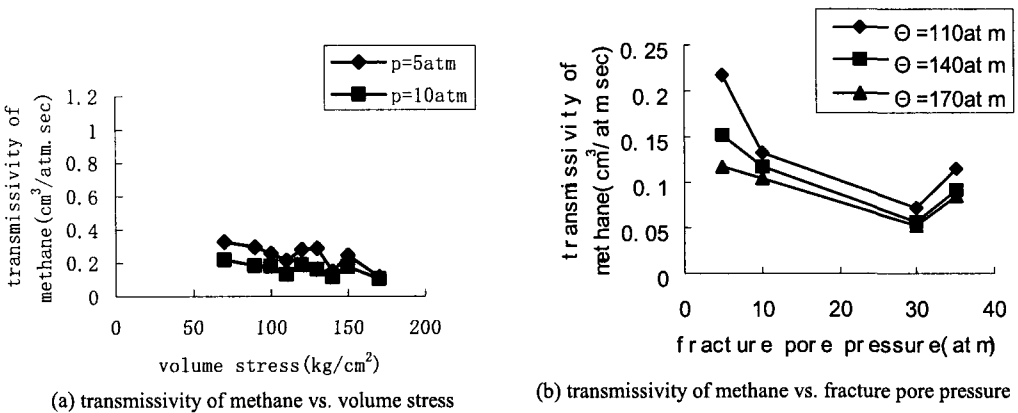 p=5atm
p=10atm
transmissivity of
methane(cm³/atm.sec)
1.2
1
0.8
0.6
0.4
0.2
0
0 50 100 150 200
volume stress(kg/cm²)
(a) transmissivity of methane vs. volume stress
Θ=110atm
Θ=140atm
Θ=170atm
transmissivity of
methane(cm³/atm sec)
0.25
0.2
0.15
0.1
0.05
0
0 10 20 30 40
fracture pore pressure(atm)
(b) transmissivity of methane vs. fracture pore pressure